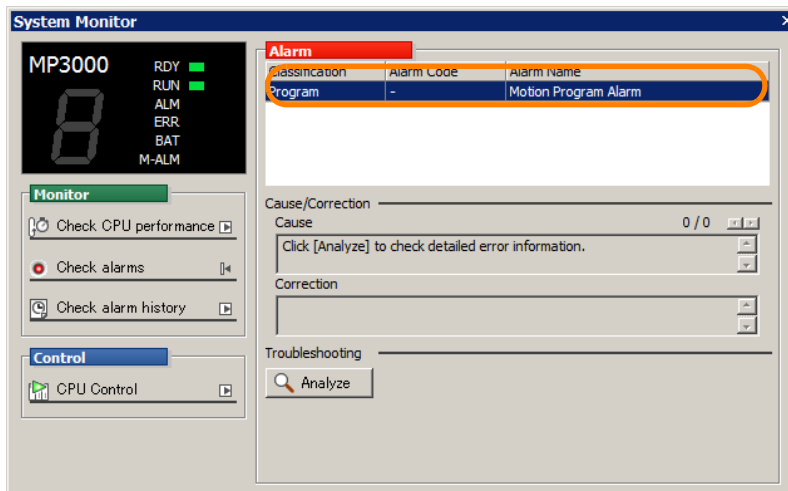 System Monitor
MP3000
RDY
RUN
ALM
ERR
BAT
M-ALM
Monitor
Check CPU performance
Check alarms
Check alarm history
Control
CPU Control
Alarm
Classification Alarm Code Alarm Name
Program - Motion Program Alarm
Cause/Correction
Cause 0 / 0
Click [Analyze] to check detailed error information.
Correction
Troubleshooting
Analyze